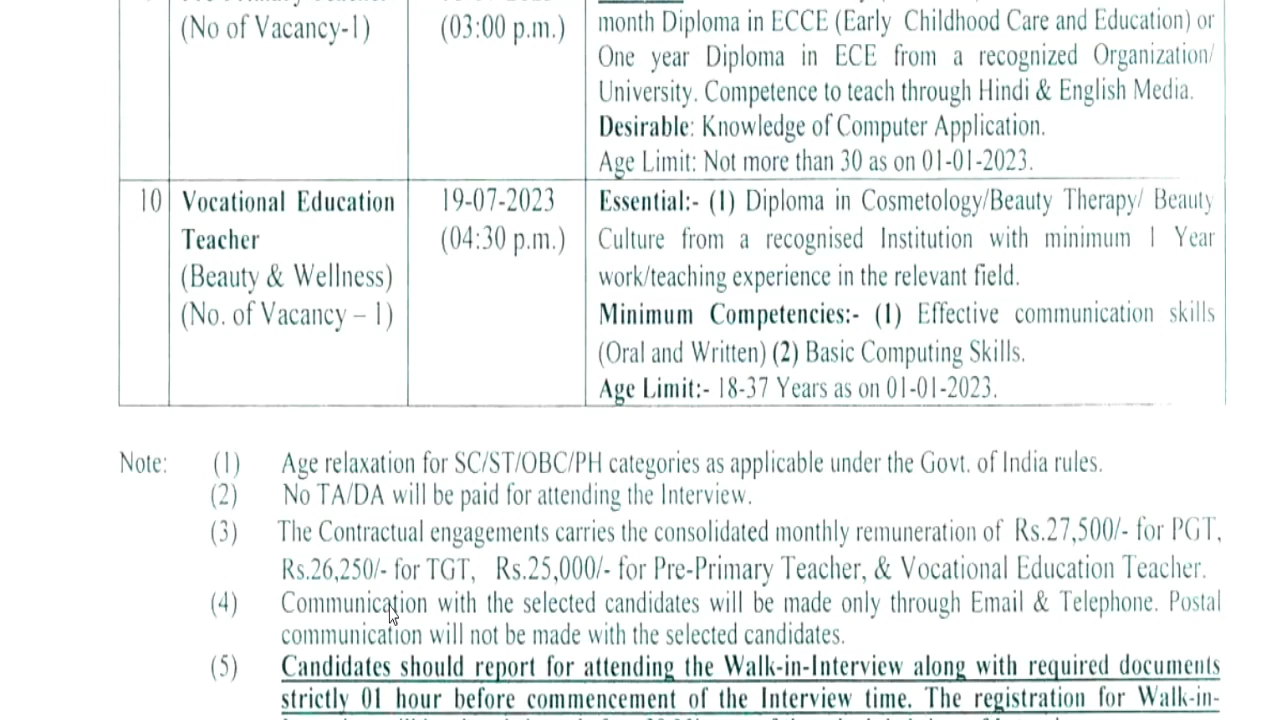 (No of Vacancy-1)
(03:00 p.m.)
month Diploma in ECCE (Early Childhood Care and Education) or
One year Diploma in ECE from a recognized Organization/
University. Competence to teach through Hindi & English Media.
Desirable: Knowledge of Computer Application.
Age Limit: Not more than 30 as on 01-01-2023.
10
Vocational Education
Teacher
(Beauty & Wellness)
(No. of Vacancy – 1)
19-07-2023
(04:30 p.m.)
Essential:- (1) Diploma in Cosmetology/Beauty Therapy/ Beauty
Culture from a recognised Institution with minimum 1 Year
work/teaching experience in the relevant field.
Minimum Competencies:- (1) Effective communication skills
(Oral and Written) (2) Basic Computing Skills.
Age Limit:- 18-37 Years as on 01-01-2023.
Note: (1) Age relaxation for SC/ST/OBC/PH categories as applicable under the Govt. of India rules.
(2) No TA/DA will be paid for attending the Interview.
(3) The Contractual engagements carries the consolidated monthly remuneration of Rs.27,500/- for PGT,
Rs.26,250/- for TGT, Rs.25,000/- for Pre-Primary Teacher, & Vocational Education Teacher.
(4) Communication with the selected candidates will be made only through Email & Telephone. Postal
communication will not be made with the selected candidates.
(5) Candidates should report for attending the Walk-in-Interview along with required documents
strictly 01 hour before commencement of the Interview time. The registration for Walk-in-